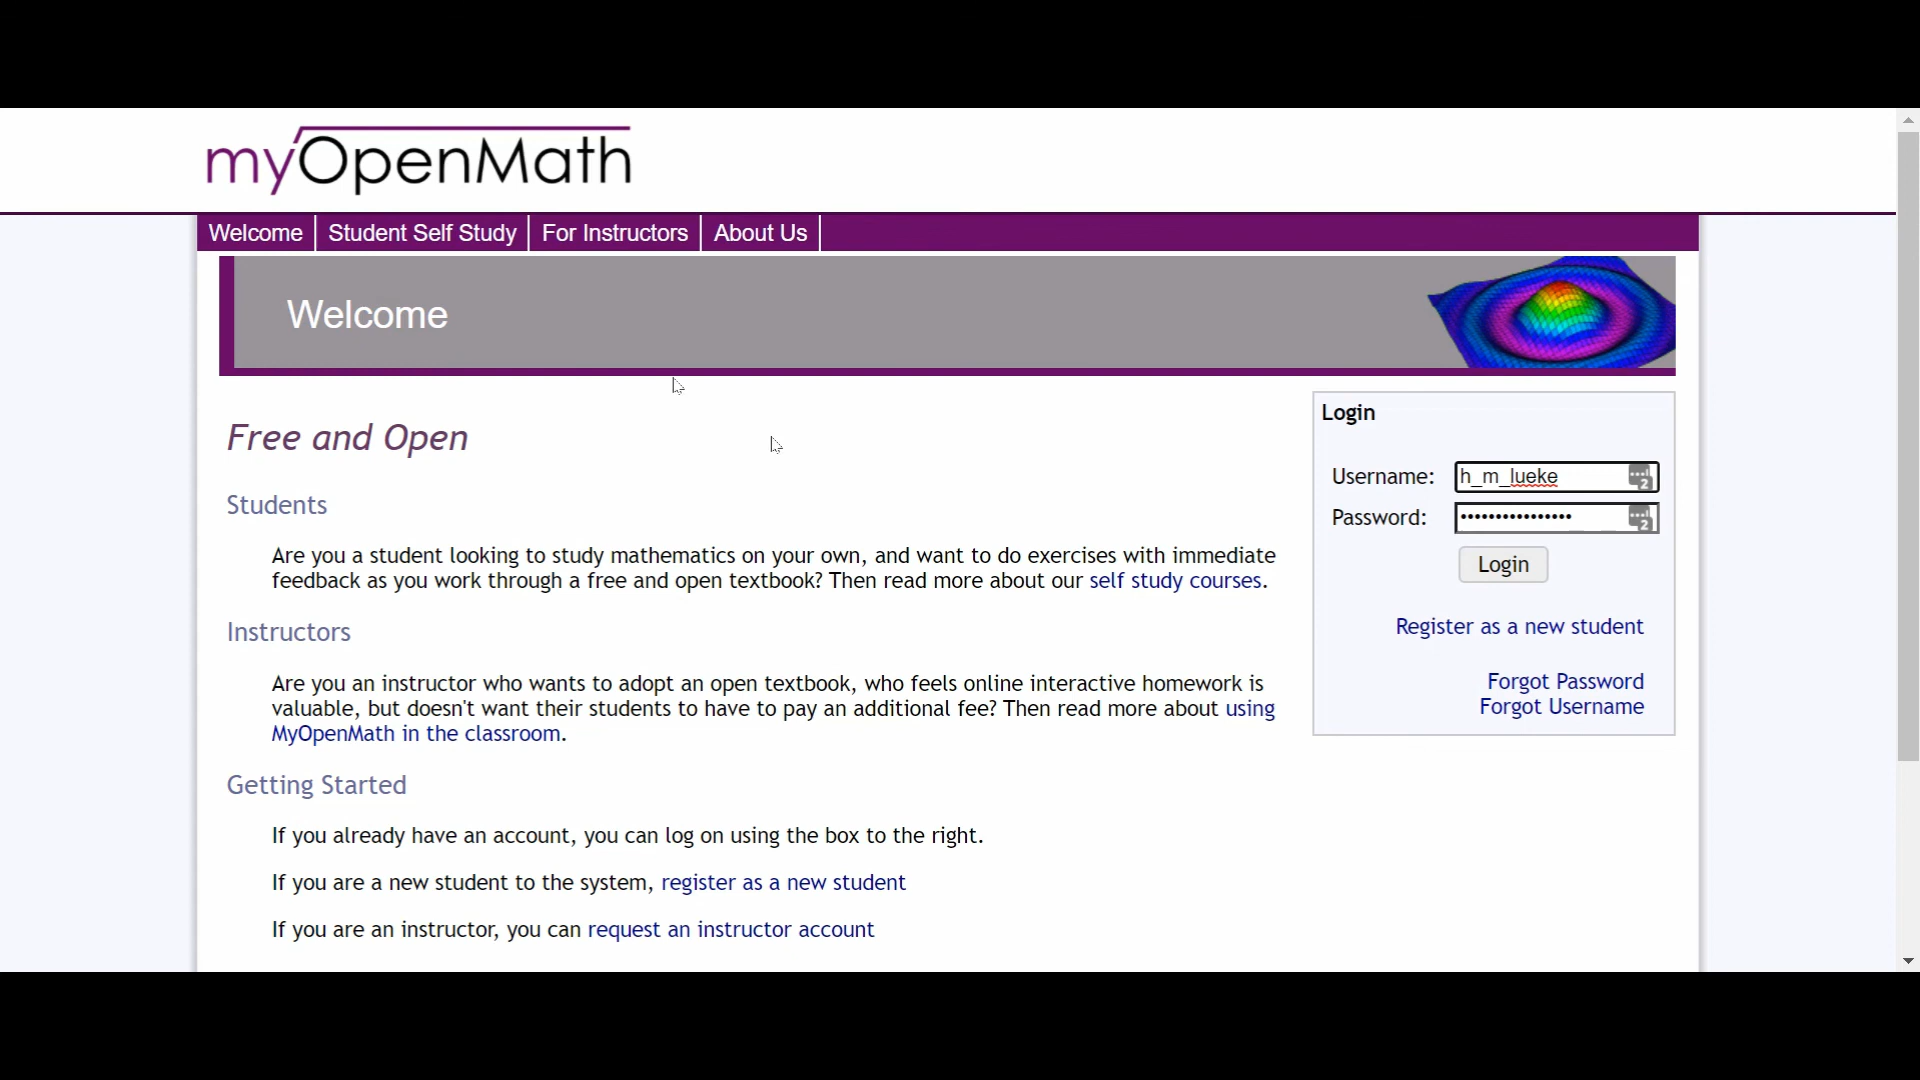 myOpenMath
Welcome
Student Self Study
For Instructors
About Us
Welcome
Free and Open
Students
Are you a student looking to study mathematics on your own, and want to do exercises with immediate
feedback as you work through a free and open textbook? Then read more about our self study courses.
Instructors
Are you an instructor who wants to adopt an open textbook, who feels online interactive homework is
valuable, but doesn't want their students to have to pay an additional fee? Then read more about using
MyOpenMath in the classroom.
Getting Started
If you already have an account, you can log on using the box to the right.
If you are a new student to the system, register as a new student
If you are an instructor, you can request an instructor account
Login
Username: h_m_lueke 2
Password: •••••••••••••••• 2
Login
Register as a new student
Forgot Password
Forgot Username